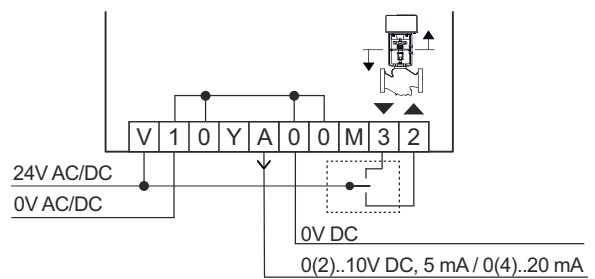 V 1 0 Y A 0 0 M 3 2
24V AC/DC
0V AC/DC
0V DC
0(2)..10V DC, 5 mA / 0(4)..20 mA